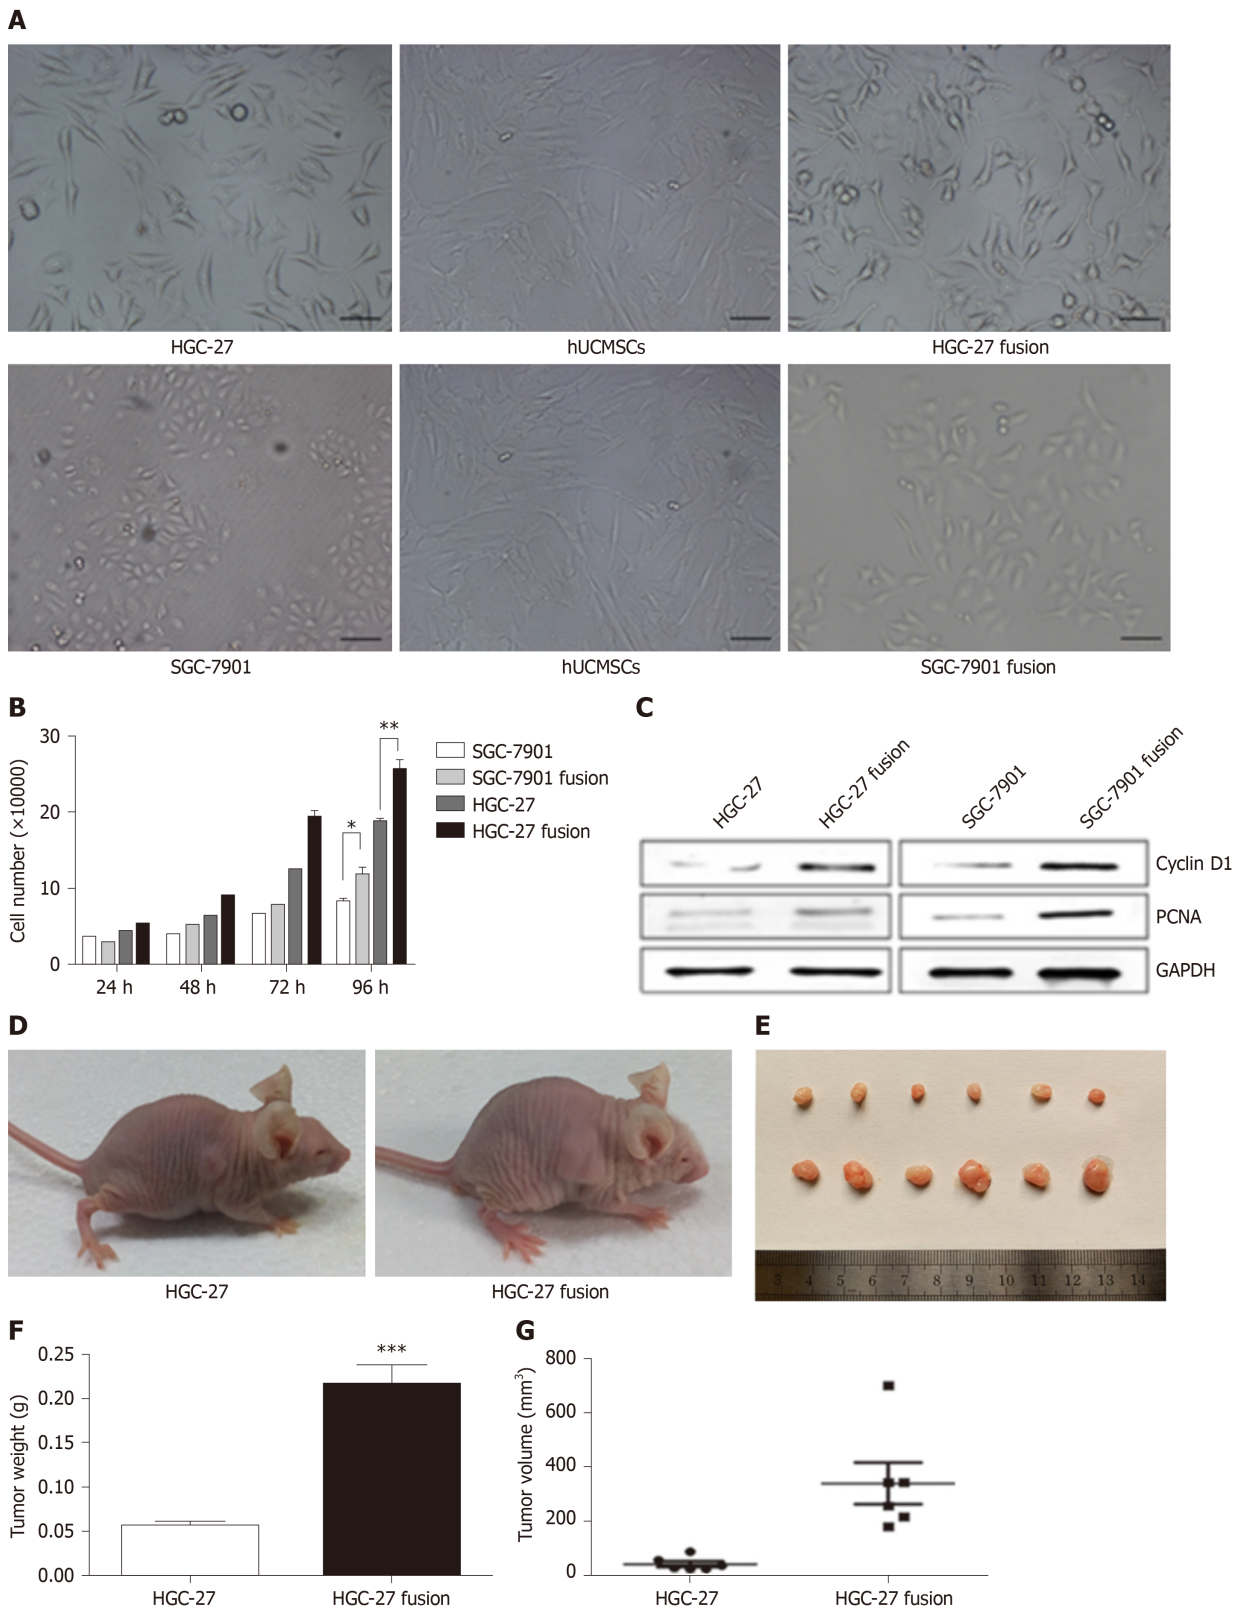 A
HGC-27
hUCMSCs
HGC-27 fusion
SGC-7901
hUCMSCs
SGC-7901 fusion
B
30
20
10
0
Cell number (×10000)
24 h
48 h
72 h
96 h
*
**
SGC-7901
SGC-7901 fusion
HGC-27
HGC-27 fusion
C
HGC-27
HGC-27 fusion
SGC-7901
SGC-7901 fusion
Cyclin D1
PCNA
GAPDH
D
HGC-27
HGC-27 fusion
E
3 4 5 6 7 8 9 10 11 12 13 14
F
Tumor weight (g)
0.25
0.20
0.15
0.10
0.05
0.00
***
HGC-27
HGC-27 fusion
G
Tumor volume (mm³)
800
600
400
200
0
HGC-27
HGC-27 fusion